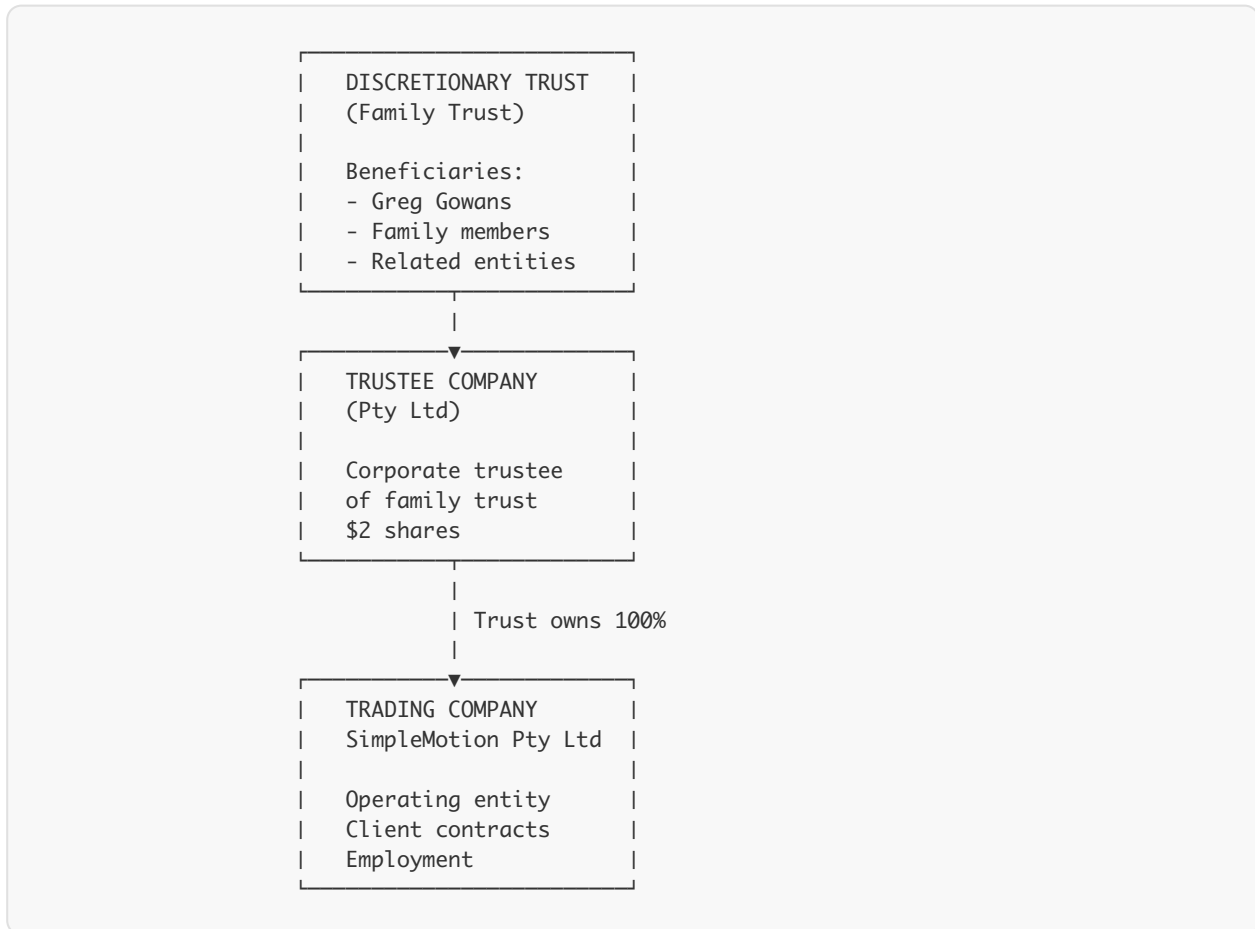 DISCRETIONARY TRUST
(Family Trust)
Beneficiaries:
- Greg Gowans
- Family members
- Related entities
TRUSTEE COMPANY
(Pty Ltd)
Corporate trustee
of family trust
$2 shares
Trust owns 100%
TRADING COMPANY
SimpleMotion Pty Ltd
Operating entity
Client contracts
Employment